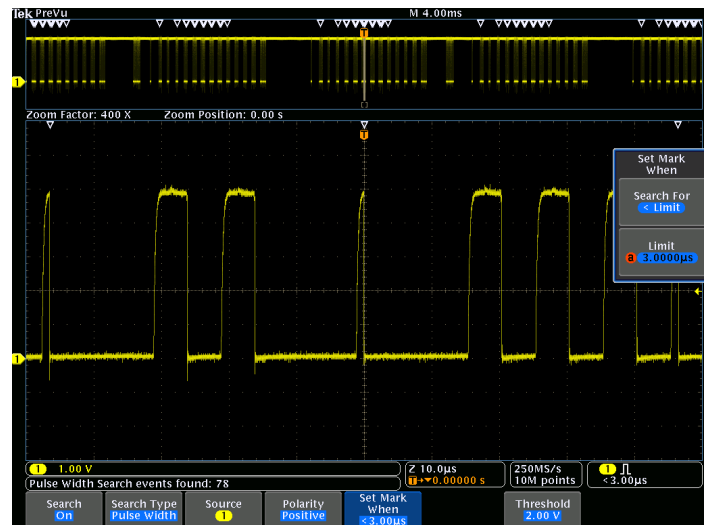 Tek PreVu
M 4.00ms
T
1
Zoom Factor: 400 X Zoom Position: 0.00 s
T
Set Mark
When
Search For
< Limit
Limit
a 3.0000µs
1
1 1.00 V
Z 10.0µs
T→▼0.00000 s
250MS/s
10M points
1
<3.00µs
Pulse Width Search events found: 78
Search
On
Search Type
Pulse Width
Source
1
Polarity
Positive
Set Mark
When
<3.00µs
Threshold
2.00 V